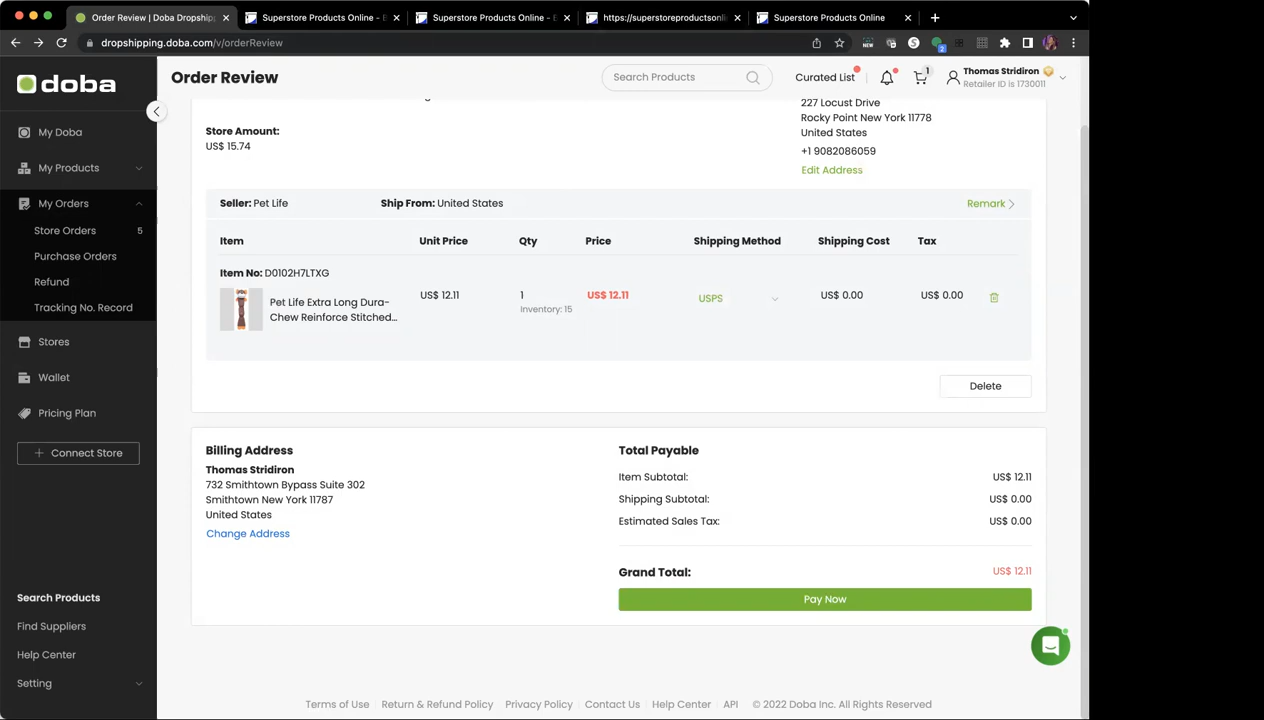 Order Review | Doba Dropship
Superstore Products Online - E
Superstore Products Online - E
https://superstoreproductsonli
Superstore Products Online
dropshipping.doba.com/v/orderReview
NEW
S
2
doba
Order Review
Search Products
Curated List
1
Thomas Stridiron
Retailer ID is 1730011
My Doba
My Products
My Orders
Store Orders 5
Purchase Orders
Refund
Tracking No. Record
Stores
Wallet
Pricing Plan
Connect Store
Search Products
Find Suppliers
Help Center
Setting
Store Amount:
US$ 15.74
227 Locust Drive
Rocky Point New York 11778
United States
+1 9082086059
Edit Address
Seller: Pet Life Ship From: United States Remark
Item Unit Price Qty Price Shipping Method Shipping Cost Tax
Item No: D0102H7LTXG
Pet Life Extra Long Dura-
Chew Reinforce Stitched...
US$ 12.11
1
Inventory: 15
US$ 12.11
USPS
US$ 0.00
US$ 0.00
Delete
Billing Address
Thomas Stridiron
732 Smithtown Bypass Suite 302
Smithtown New York 11787
United States
Change Address
Total Payable
Item Subtotal: US$ 12.11
Shipping Subtotal: US$ 0.00
Estimated Sales Tax: US$ 0.00
Grand Total: US$ 12.11
Pay Now
Terms of Use Return & Refund Policy Privacy Policy Contact Us Help Center API © 2022 Doba Inc. All Rights Reserved